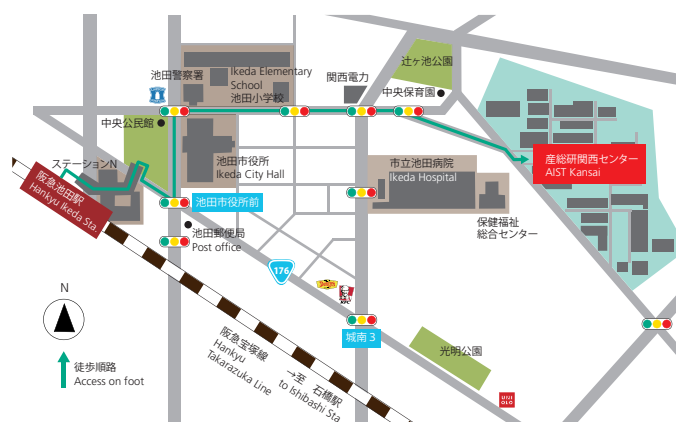 辻ヶ池公園
池田警察署
Ikeda Elementary
School
池田小学校
関西電力
中央保育園
中央公民館
ステーションN
阪急池田駅
Hankyu Ikeda Sta.
池田市役所
Ikeda City Hall
市立池田病院
Ikeda Hospital
産総研関西センター
AIST Kansai
池田市役所前
保健福祉
総合センター
池田郵便局
Post office
176
N
城南 3
阪急宝塚線
Hankyu
Takarazuka Line
→至 石橋駅
to Ishibashi Sta
光明公園
徒歩順路
Access on foot
UNI
QLO